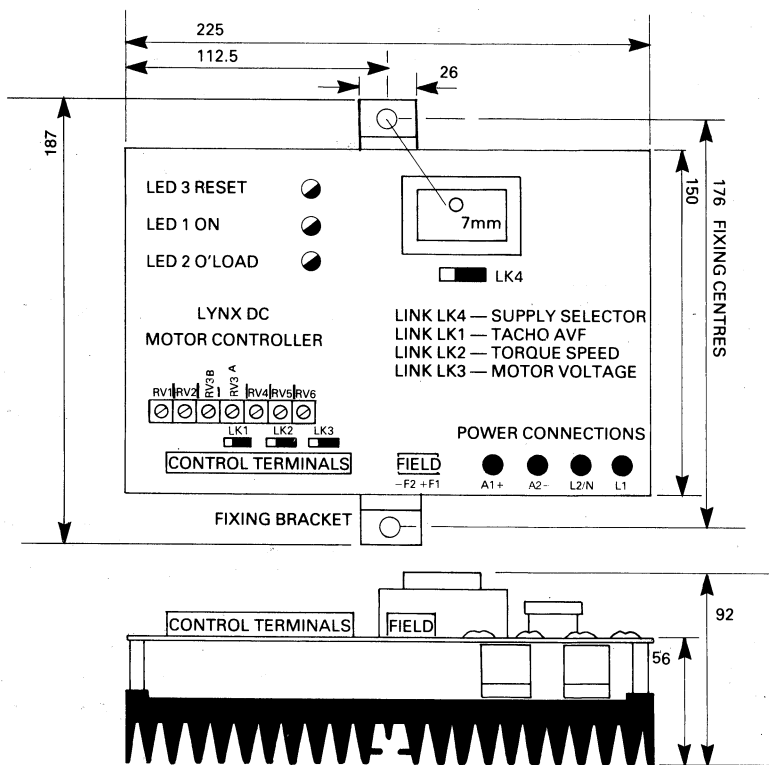 225
112.5
26
187
LED 3 RESET
LED 1 ON
LED 2 O'LOAD
7mm
LK4
150
176 FIXING CENTRES
LYNX DC
MOTOR CONTROLLER
LINK LK4 — SUPPLY SELECTOR
LINK LK1 — TACHO AVF
LINK LK2 — TORQUE SPEED
LINK LK3 — MOTOR VOLTAGE
RV1 RV2 RV3B RV3A RV4 RV5 RV6
LK1 LK2 LK3
POWER CONNECTIONS
CONTROL TERMINALS
FIELD
−F2 +F1
A1+ A2− L2/N L1
FIXING BRACKET
CONTROL TERMINALS
FIELD
92
56